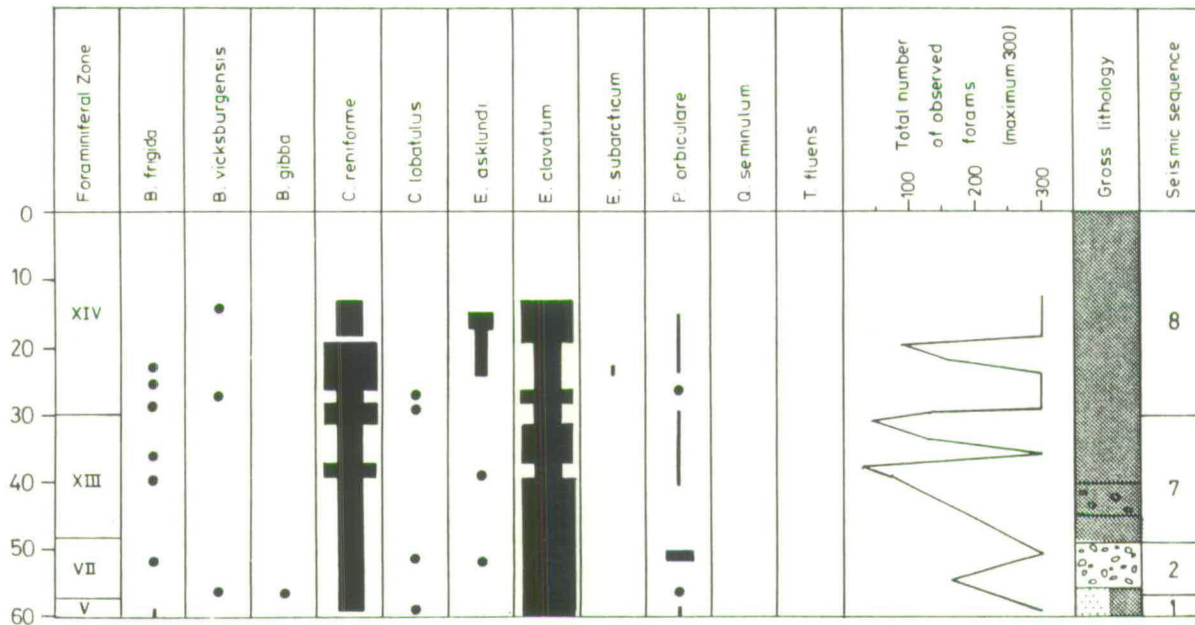 Foraminiferal Zone
B. frigida
B. vicksburgensis
B. gibba
C. reniforme
C. lobatulus
E. asklundi
E. clavatum
E. subarcticum
P. orbiculare
Q. seminulum
T. fluens
Total number
of observed
forams
(maximum 300)
100
200
300
Gross lithology
Seismic sequence
0
10
20
30
40
50
60
XIV
XIII
VII
V
8
7
2
1